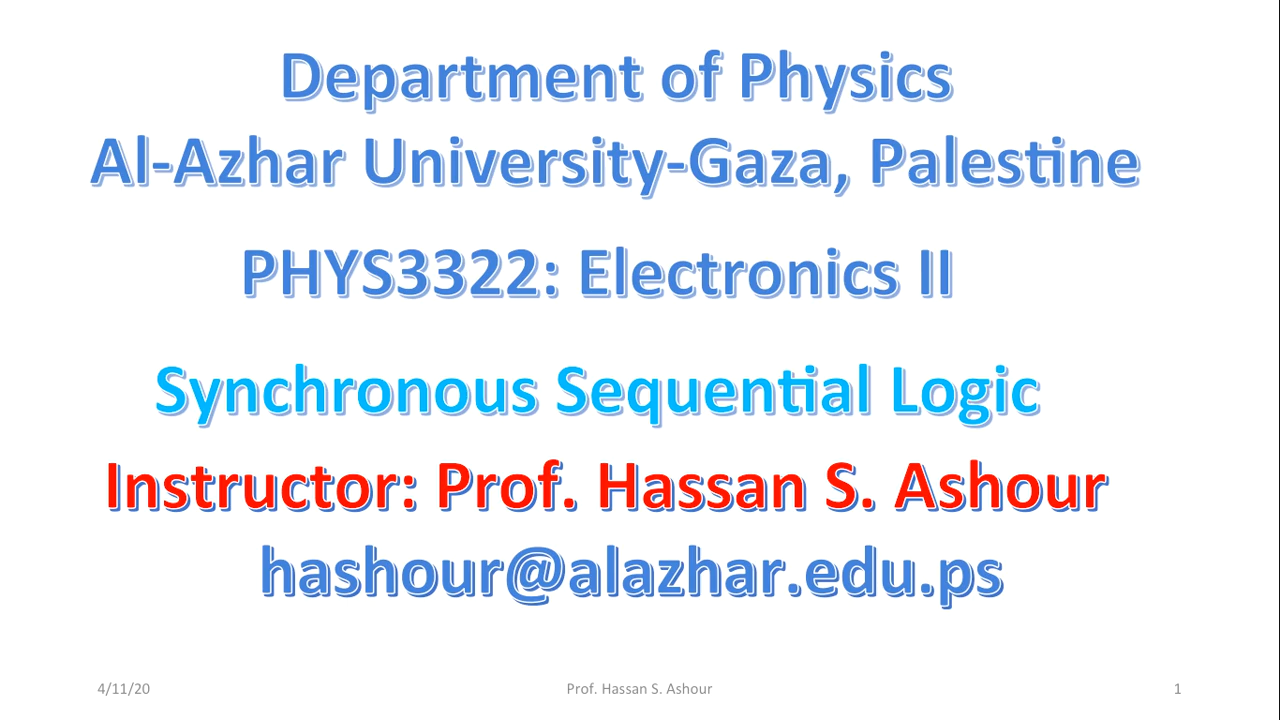 Department of Physics
Al-Azhar University-Gaza, Palestine
PHYS3322: Electronics II
Synchronous Sequential Logic
Instructor: Prof. Hassan S. Ashour
hashour@alazhar.edu.ps
4/11/20 Prof. Hassan S. Ashour 1